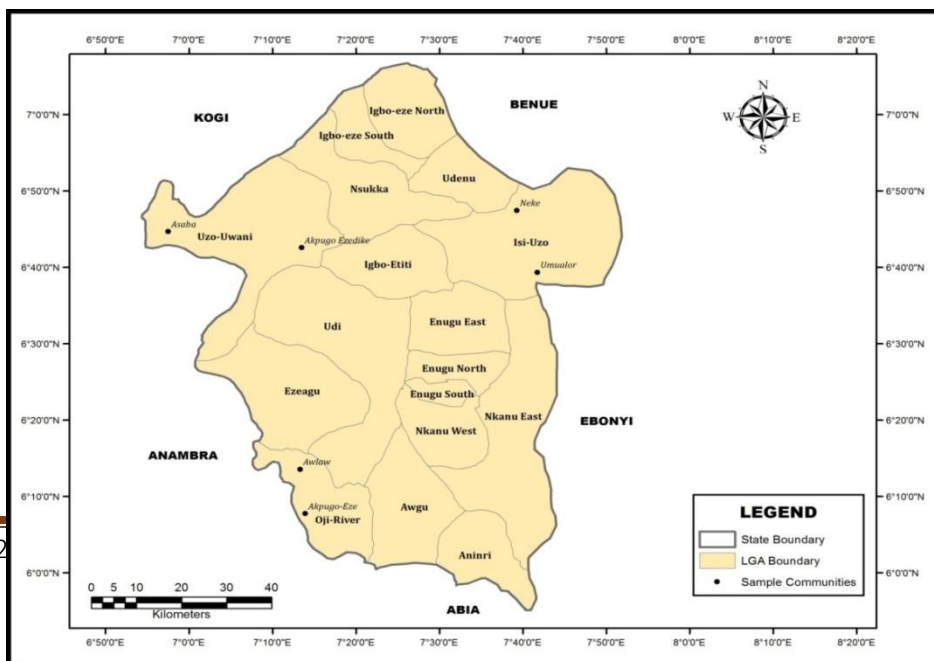 6°50'0"E 7°0'0"E 7°10'0"E 7°20'0"E 7°30'0"E 7°40'0"E 7°50'0"E 8°0'0"E 8°10'0"E 8°20'0"E
KOGI
BENUE
N
W E
S
7°0'0"N 7°0'0"N
Igbo-eze North
Igbo-eze South
Udenu
Nsukka
6°50'0"N 6°50'0"N
Neke
Asaba
Uzo-Uwani
Akpugo Ezedike
Isi-Uzo
Igbo-Etiti
Umualor
6°40'0"N 6°40'0"N
Udi
Enugu East
6°30'0"N 6°30'0"N
Enugu North
Ezeagu
Enugu South
Nkanu East
6°20'0"N 6°20'0"N
Nkanu West
EBONYI
ANAMBRA
Awlaw
6°10'0"N 6°10'0"N
Akpugo-Eze
Oji-River
Awgu
Aninri
2
6°0'0"N 6°0'0"N
LEGEND
State Boundary
LGA Boundary
Sample Communities
0 5 10 20 30 40
Kilometers
ABIA
6°50'0"E 7°0'0"E 7°10'0"E 7°20'0"E 7°30'0"E 7°40'0"E 7°50'0"E 8°0'0"E 8°10'0"E 8°20'0"E